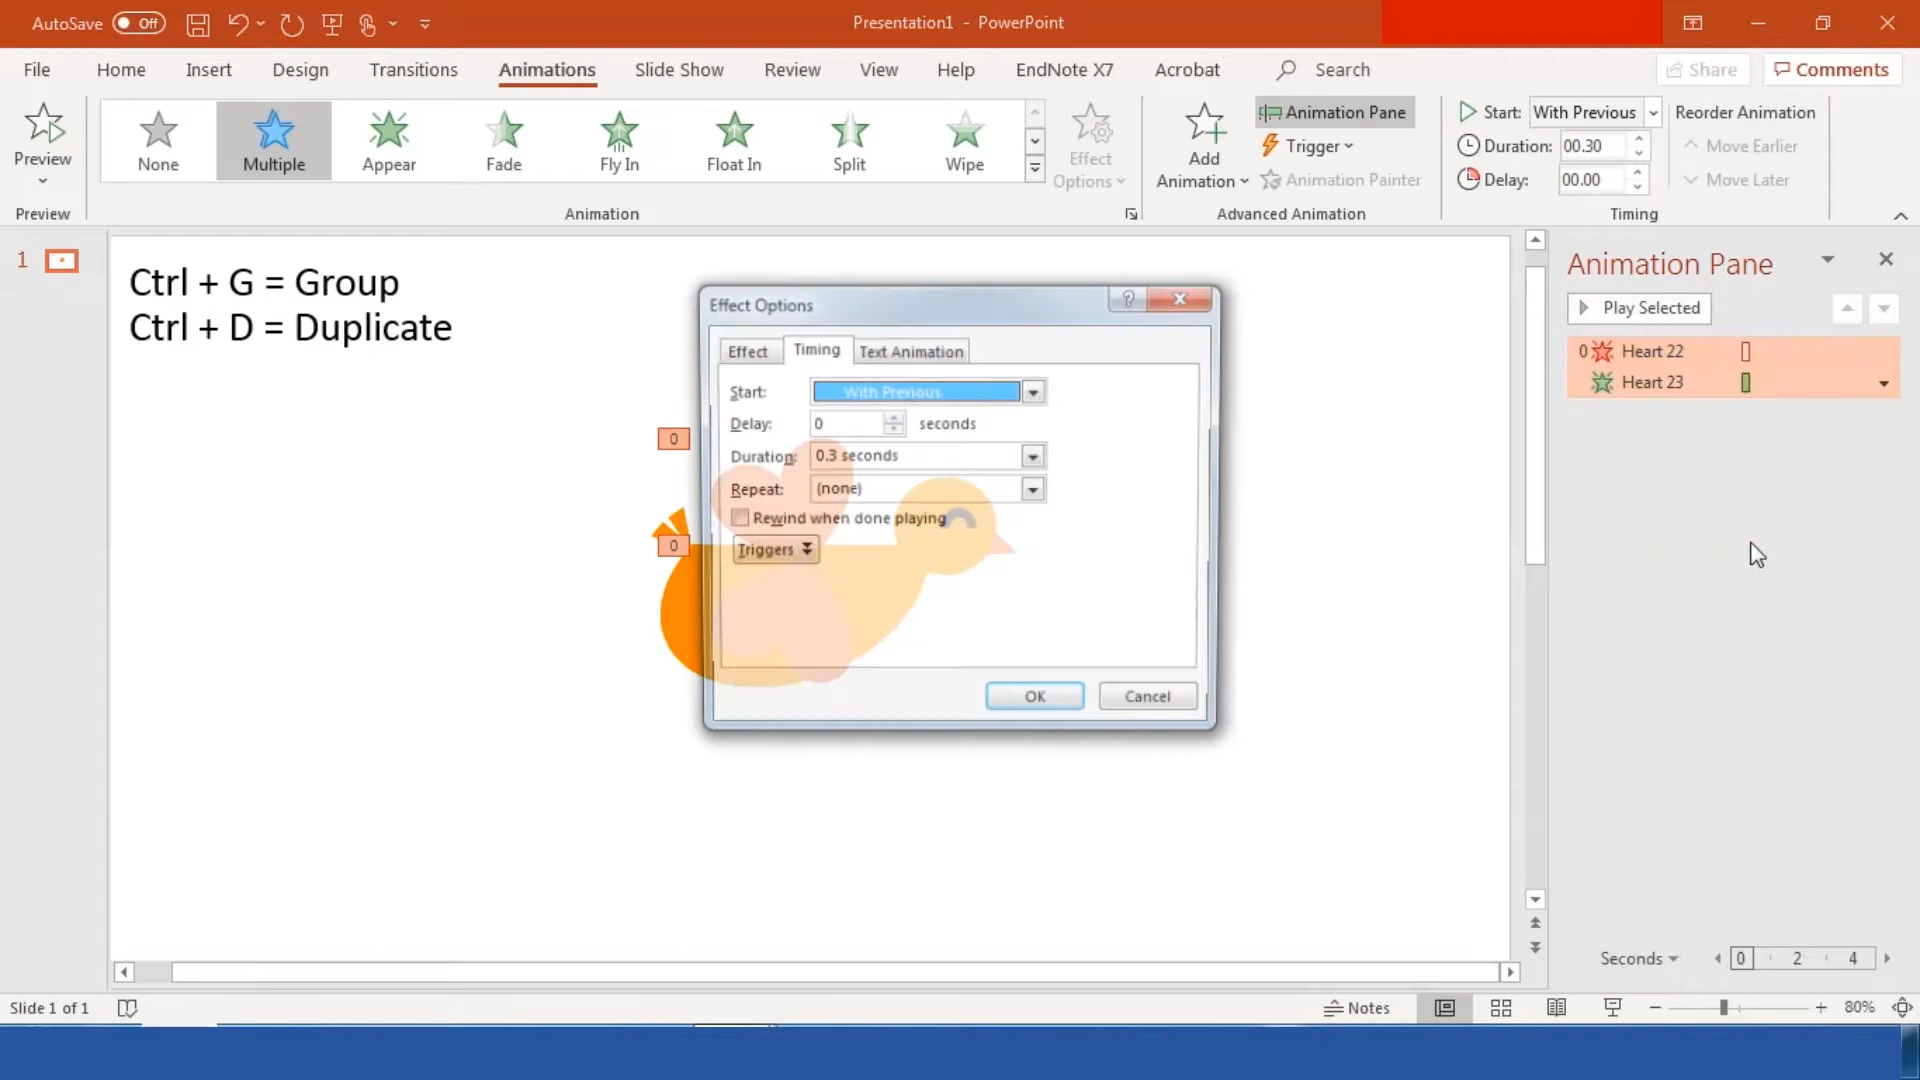 AutoSave Off
Presentation1 - PowerPoint
File Home Insert Design Transitions Animations Slide Show Review View Help EndNote X7 Acrobat Search Share Comments
Preview
None Multiple Appear Fade Fly In Float In Split Wipe
Effect Options
Add Animation
Animation Pane
Trigger
Animation Painter
Start: With Previous
Duration: 00.30
Delay: 00.00
Reorder Animation
Move Earlier
Move Later
Preview Animation Advanced Animation Timing
1
Ctrl + G = Group
Ctrl + D = Duplicate
0
0
Effect Options
?
Effect Timing Text Animation
Start: With Previous
Delay: 0 seconds
Duration: 0.3 seconds
Repeat: (none)
Rewind when done playing
Triggers
OK Cancel
Animation Pane
Play Selected
0 Heart 22
Heart 23
Seconds 0 2 4
Slide 1 of 1 Notes 80%